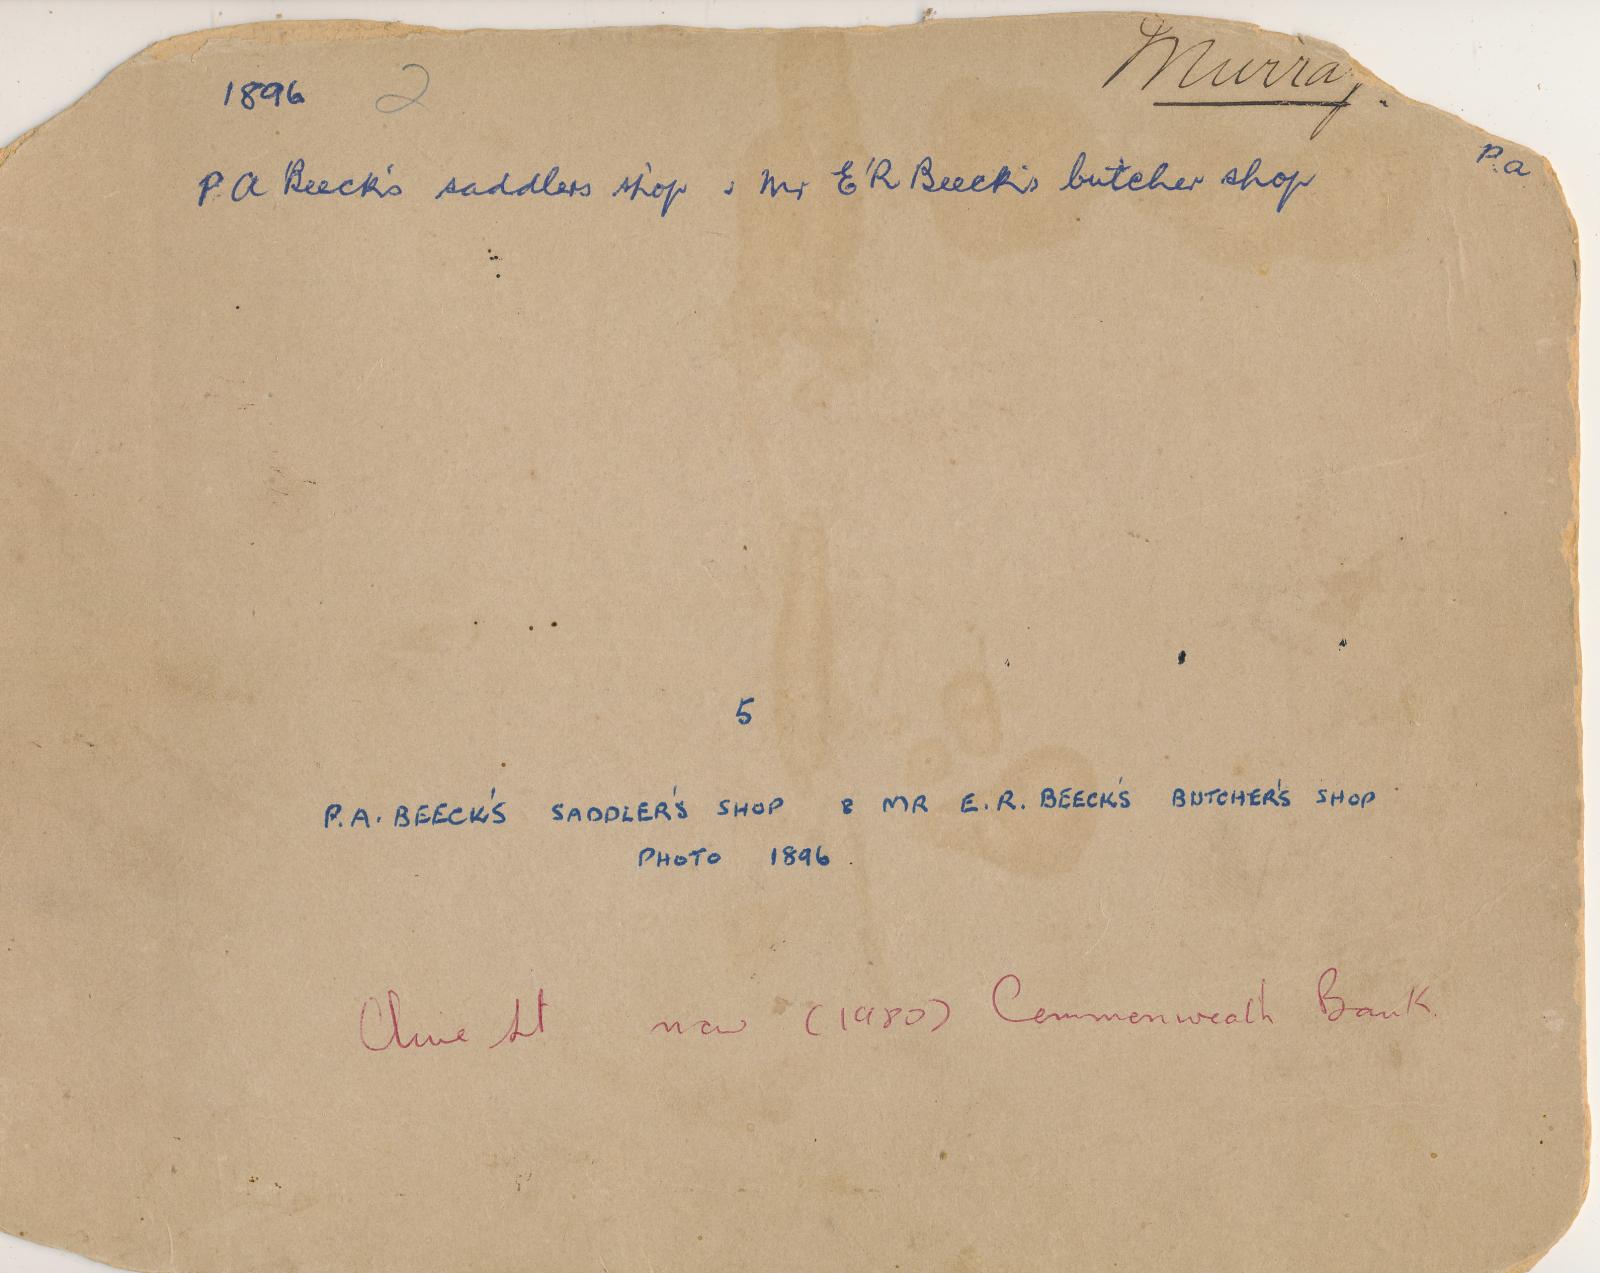 Murray.
1896 2
P.a
P.A Beeck's saddlers shop & Mr E R Beeck's butcher shop
5
P.A. BEECK'S SADDLER'S SHOP & MR E.R. BEECK'S BUTCHER'S SHOP
PHOTO 1896.
Clive St now (1980) Commonwealth Bank.